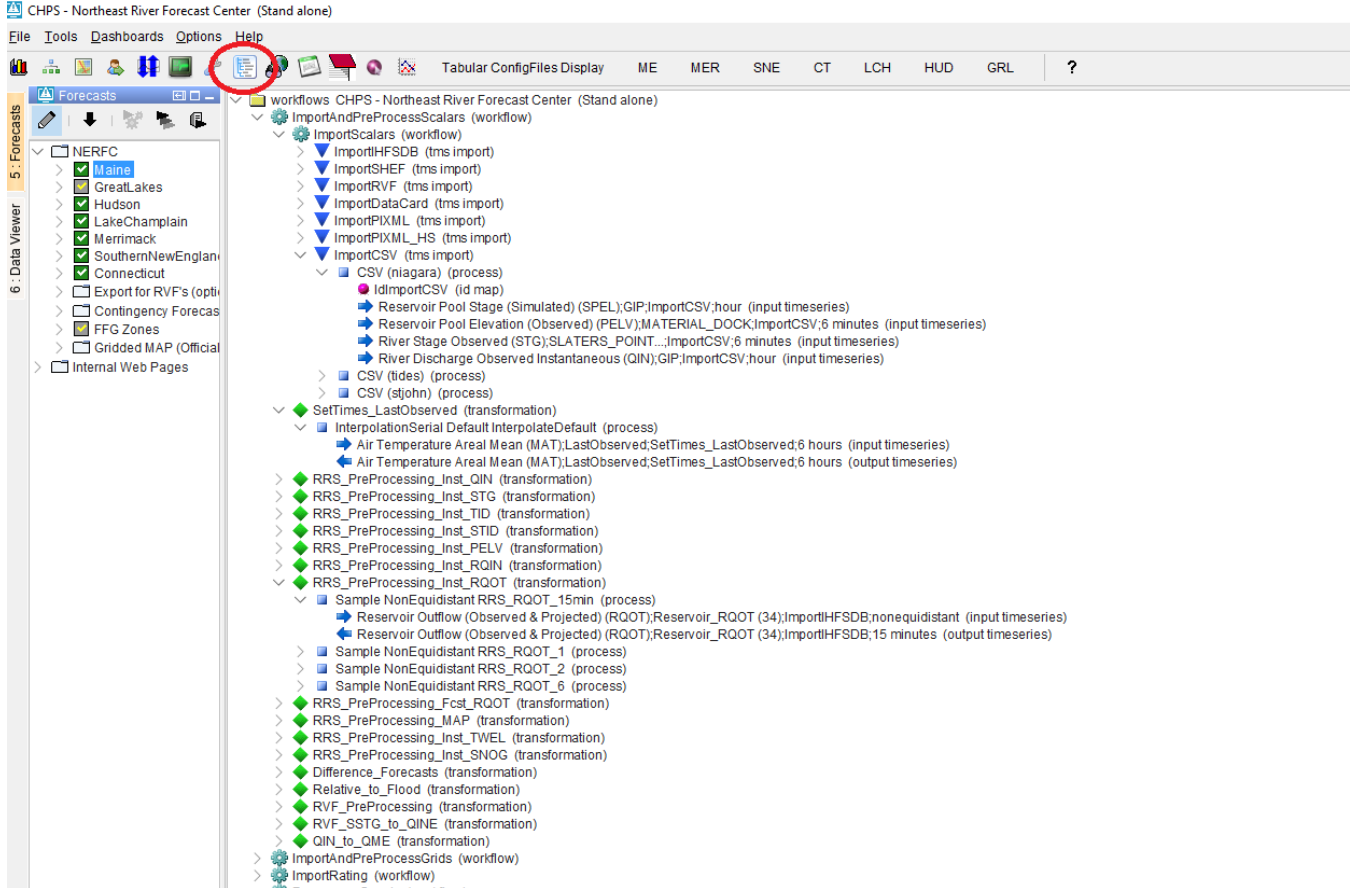 CHPS - Northeast River Forecast Center (Stand alone)
File Tools Dashboards Options Help
Tabular ConfigFiles Display ME MER SNE CT LCH HUD GRL ?
5 : Forecasts
6 : Data Viewer
Forecasts
NERFC
Maine
GreatLakes
Hudson
LakeChamplain
Merrimack
SouthernNewEnglan
Connecticut
Export for RVF's (opti
Contingency Forecas
FFG Zones
Gridded MAP (Official
Internal Web Pages
workflows CHPS - Northeast River Forecast Center (Stand alone)
ImportAndPreProcessScalars (workflow)
ImportScalars (workflow)
ImportIHFSDB (tms import)
ImportSHEF (tms import)
ImportRVF (tms import)
ImportDataCard (tms import)
ImportPIXML (tms import)
ImportPIXML_HS (tms import)
ImportCSV (tms import)
CSV (niagara) (process)
IdImportCSV (id map)
Reservoir Pool Stage (Simulated) (SPEL);GIP;ImportCSV;hour (input timeseries)
Reservoir Pool Elevation (Observed) (PELV);MATERIAL_DOCK;ImportCSV;6 minutes (input timeseries)
River Stage Observed (STG);SLATERS_POINT...;ImportCSV;6 minutes (input timeseries)
River Discharge Observed Instantaneous (QIN);GIP;ImportCSV;hour (input timeseries)
CSV (tides) (process)
CSV (stjohn) (process)
SetTimes_LastObserved (transformation)
InterpolationSerial Default InterpolateDefault (process)
Air Temperature Areal Mean (MAT);LastObserved;SetTimes_LastObserved;6 hours (input timeseries)
Air Temperature Areal Mean (MAT);LastObserved;SetTimes_LastObserved;6 hours (output timeseries)
RRS_PreProcessing_Inst_QIN (transformation)
RRS_PreProcessing_Inst_STG (transformation)
RRS_PreProcessing_Inst_TID (transformation)
RRS_PreProcessing_Inst_STID (transformation)
RRS_PreProcessing_Inst_PELV (transformation)
RRS_PreProcessing_Inst_RQIN (transformation)
RRS_PreProcessing_Inst_RQOT (transformation)
Sample NonEquidistant RRS_RQOT_15min (process)
Reservoir Outflow (Observed & Projected) (RQOT);Reservoir_RQOT (34);ImportIHFSDB;nonequidistant (input timeseries)
Reservoir Outflow (Observed & Projected) (RQOT);Reservoir_RQOT (34);ImportIHFSDB;15 minutes (output timeseries)
Sample NonEquidistant RRS_RQOT_1 (process)
Sample NonEquidistant RRS_RQOT_2 (process)
Sample NonEquidistant RRS_RQOT_6 (process)
RRS_PreProcessing_Fcst_RQOT (transformation)
RRS_PreProcessing_MAP (transformation)
RRS_PreProcessing_Inst_TWEL (transformation)
RRS_PreProcessing_Inst_SNOG (transformation)
Difference_Forecasts (transformation)
Relative_to_Flood (transformation)
RVF_PreProcessing (transformation)
RVF_SSTG_to_QINE (transformation)
QIN_to_QME (transformation)
ImportAndPreProcessGrids (workflow)
ImportRating (workflow)